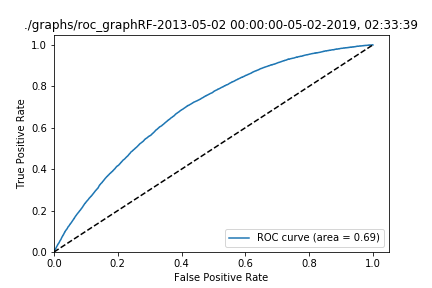 ./graphs/roc_graphRF-2013-05-02 00:00:00-05-02-2019, 02:33:39
1.0
0.8
0.6
0.4
0.2
0.0
True Positive Rate
ROC curve (area = 0.69)
0.0 0.2 0.4 0.6 0.8 1.0
False Positive Rate